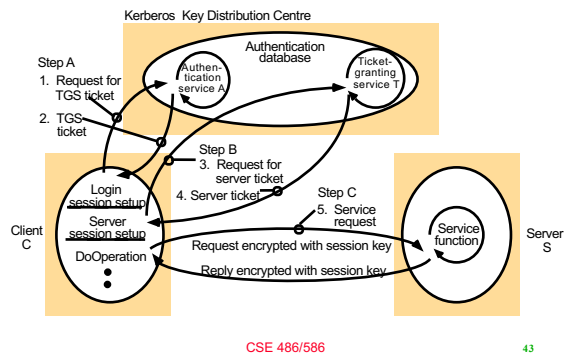 Kerberos Key Distribution Centre
Step A
1. Request for
TGS ticket
2. TGS
ticket
Authentication
database
Authen-
tication
service A
Ticket-
granting
service T
Step B
3. Request for
server ticket
4. Server ticket
Step C
5. Service
request
Client
C
Login
session setup
Server
session setup
DoOperation
Request encrypted with session key
Reply encrypted with session key
Service
function
Server
S
CSE 486/586
43